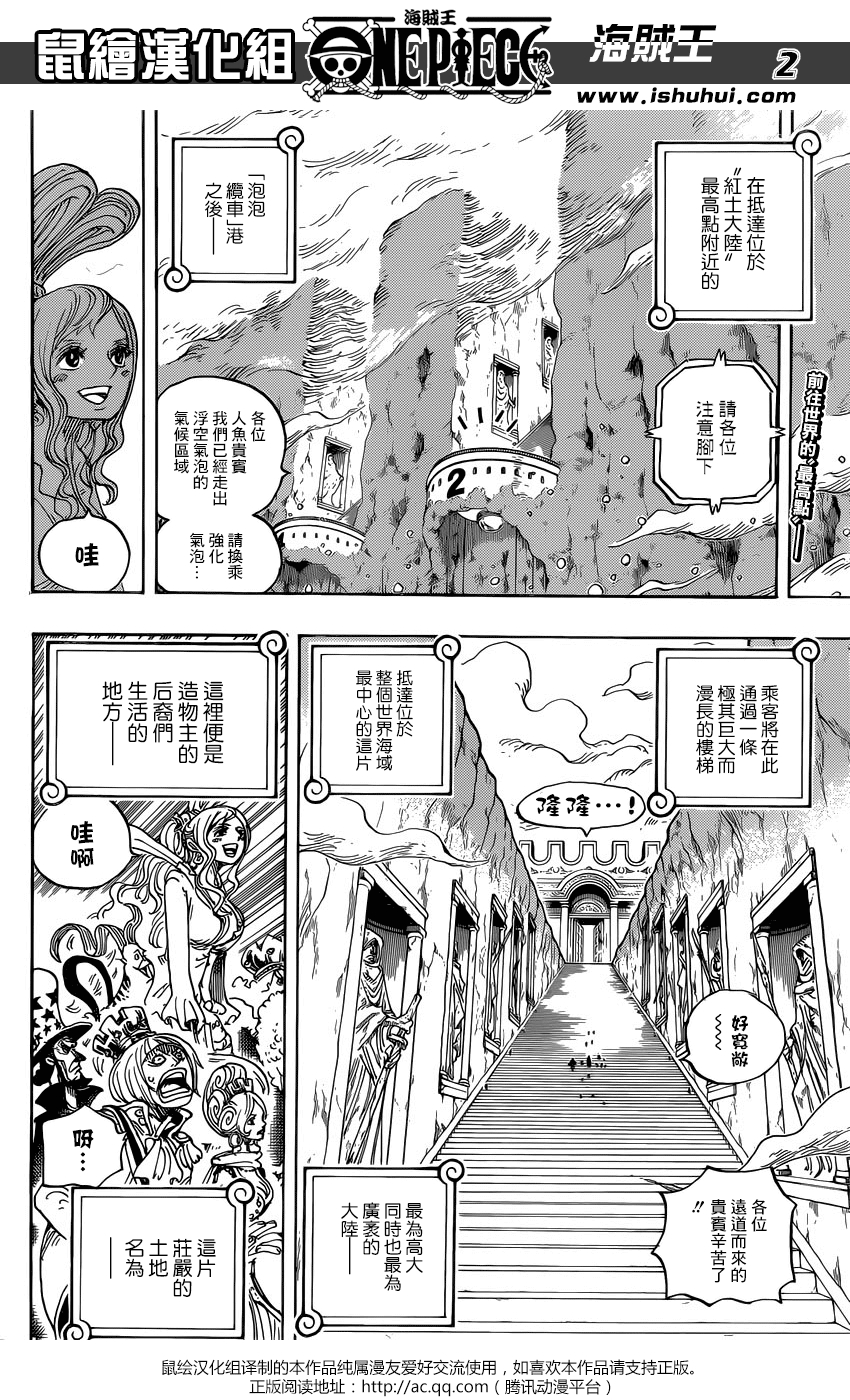 鼠繪漢化組
海賊王
ONE PIECE
海賊王
2
www.ishuhui.com
前往世界的"最高點"——
在抵達位於
"紅土大陸"
最高點附近的
「泡泡
纜車」港
之後——
請各位
注意腳下
各位
人魚貴賓
我們已經走出
浮空氣泡的
氣候區域
請換乘
強化
氣泡…
2
哇
乘客將在此
通過一條
極其巨大而
漫長的樓梯
抵達位於
整個世界海域
最中心的這片
隆隆…!
好寬敞
各位
遠道而來的
貴賓辛苦了
!!
最為高大
同時也最為
廣袤的
大陸——
這裡便是
造物主的
后裔們
生活的
地方——
哇啊
呀…
這片
莊嚴的
土地
名為
——
鼠绘汉化组译制的本作品纯属漫友爱好交流使用，如喜欢本作品请支持正版。
正版阅读地址：http://ac.qq.com（腾讯动漫平台）